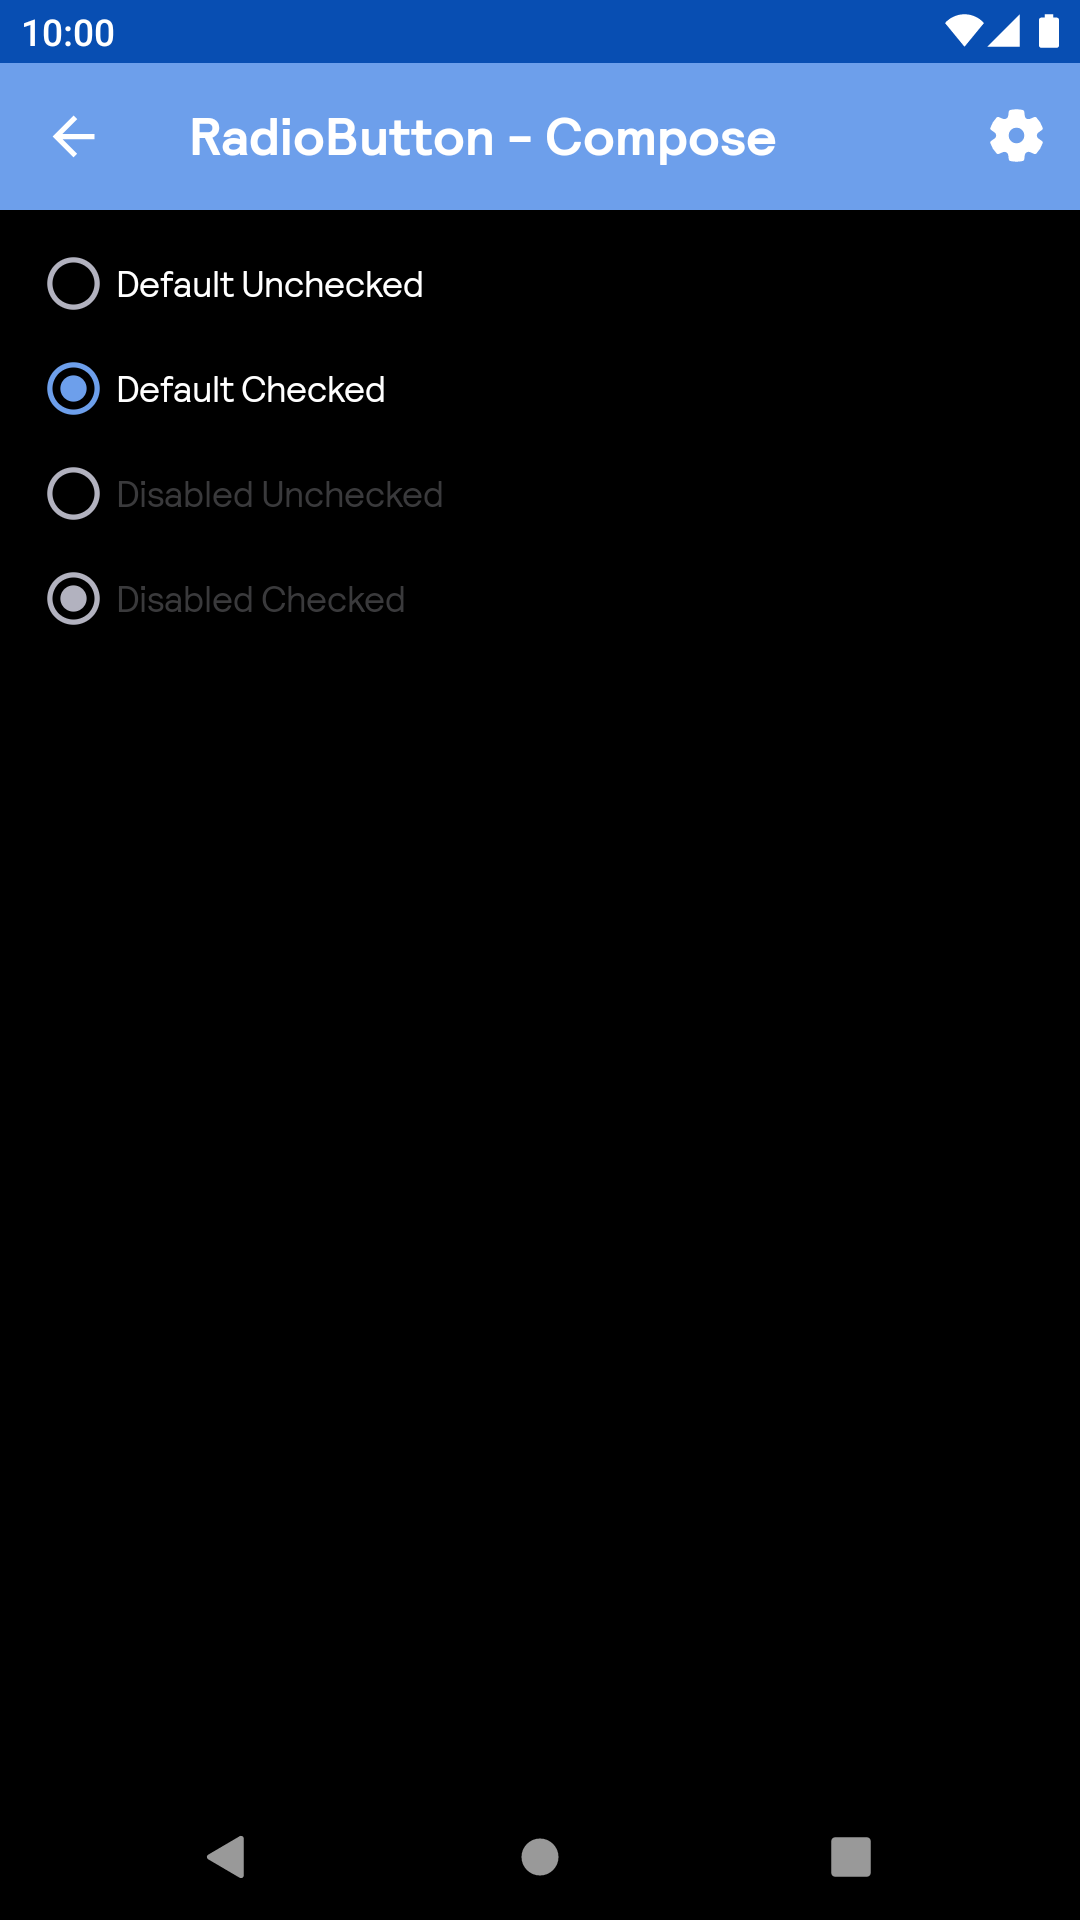 10:00
RadioButton - Compose
Default Unchecked
Default Checked
Disabled Unchecked
Disabled Checked